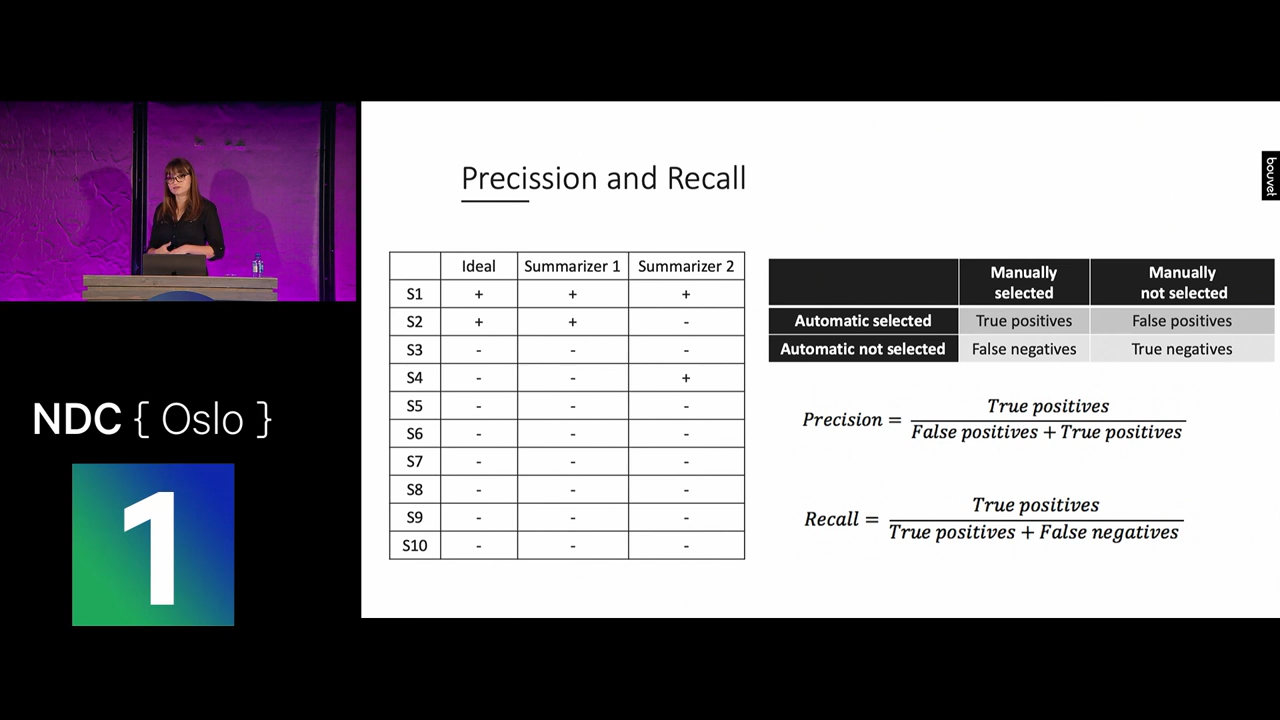 Precission and Recall
bouvet
Ideal Summarizer 1 Summarizer 2
S1 + + +
S2 + + -
S3 - - -
S4 - - +
S5 - - -
S6 - - -
S7 - - -
S8 - - -
S9 - - -
S10 - - -
Manually selected Manually not selected
Automatic selected True positives False positives
Automatic not selected False negatives True negatives
Precision = True positives / False positives + True positives
Recall = True positives / True positives + False negatives
NDC { Oslo }
1